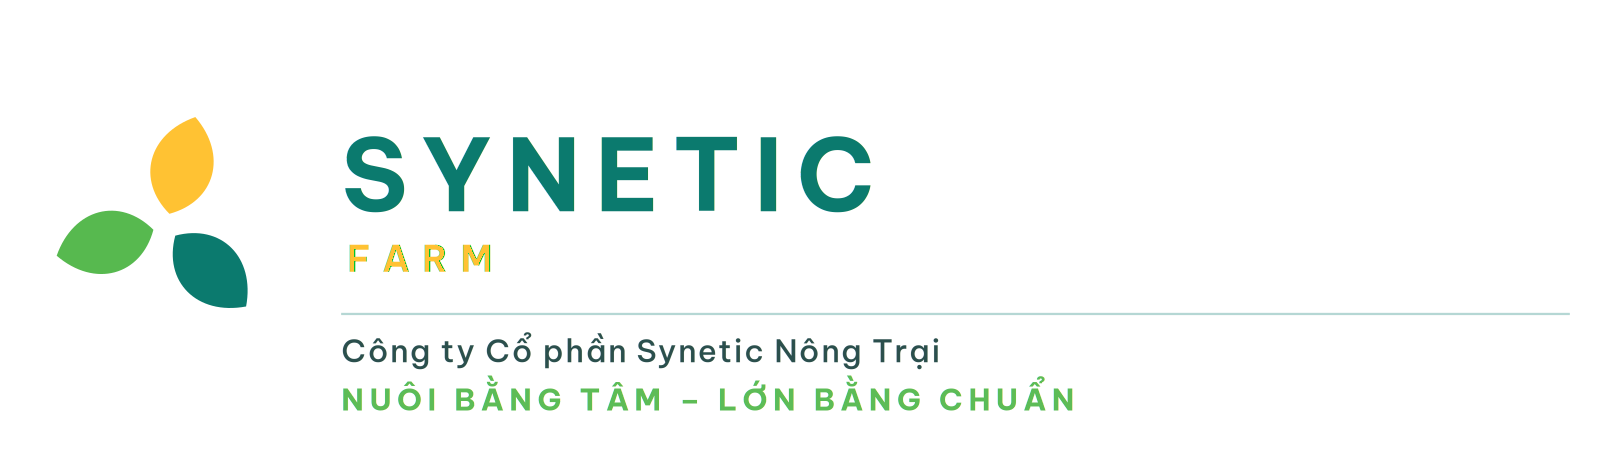 SYNETIC
FARM
Công ty Cổ phần Synetic Nông Trại
NUÔI BẰNG TÂM – LỚN BẰNG CHUẨN